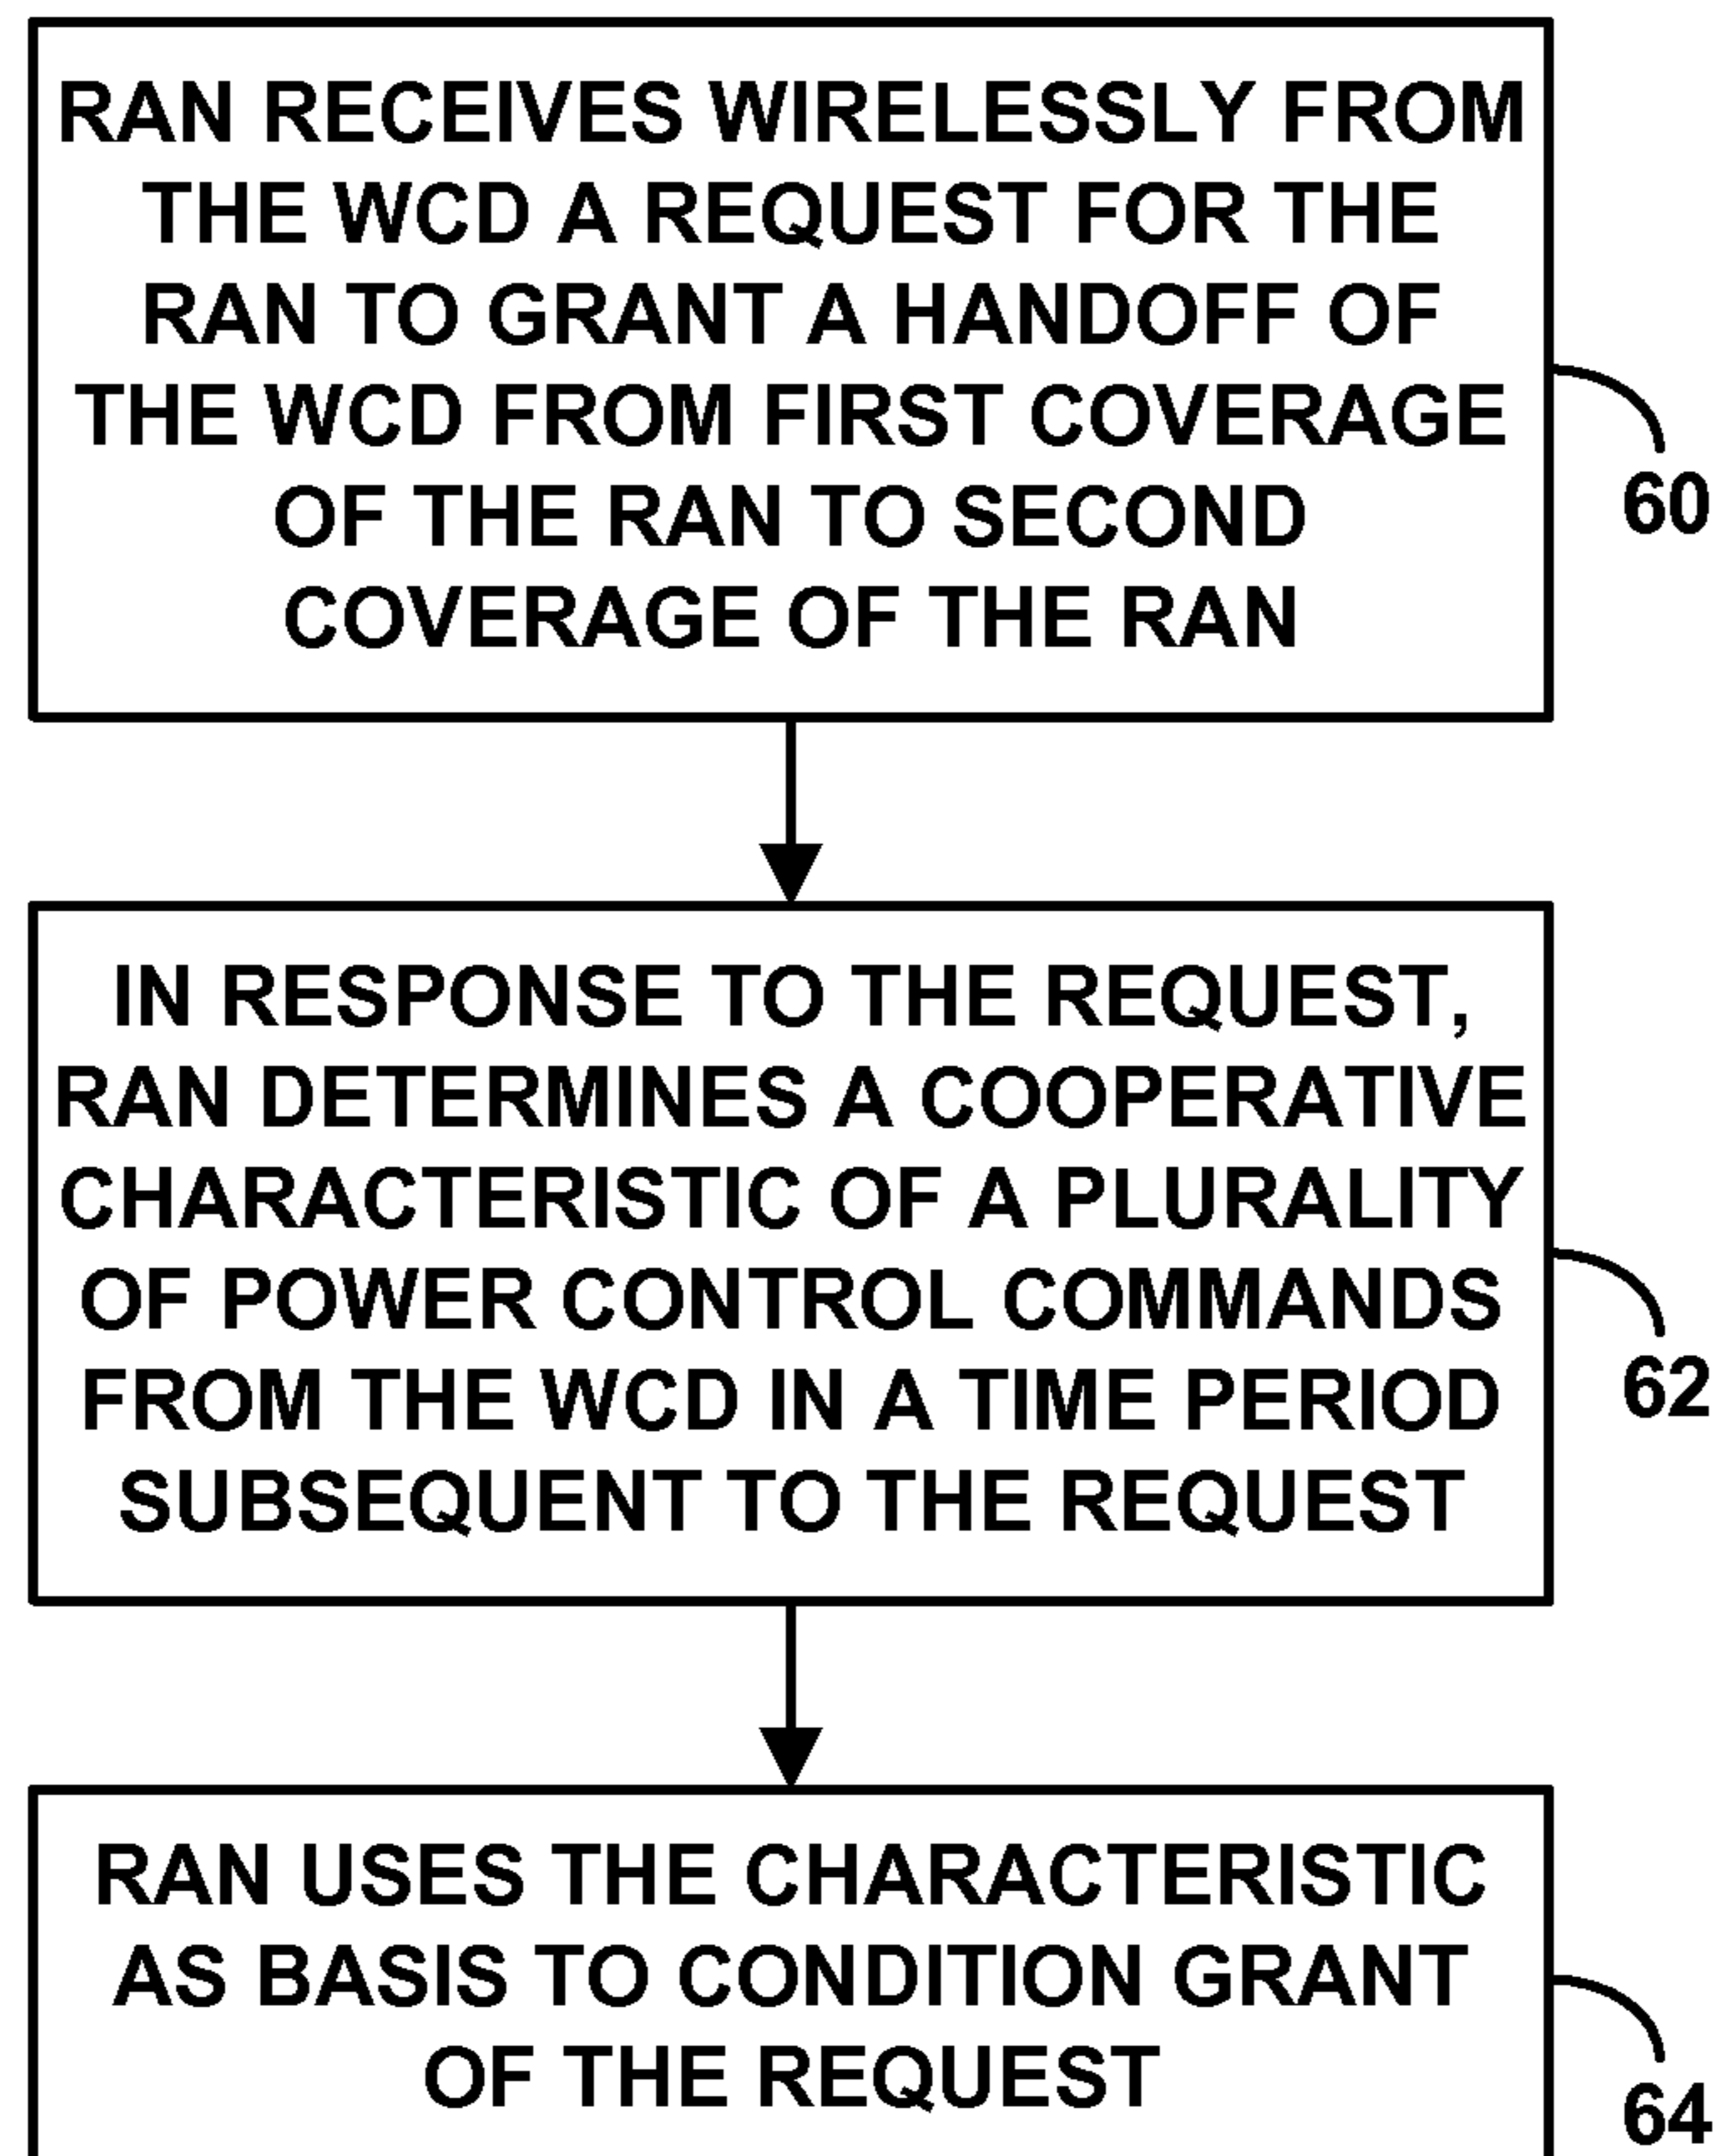 RAN RECEIVES WIRELESSLY FROM
THE WCD A REQUEST FOR THE
RAN TO GRANT A HANDOFF OF
THE WCD FROM FIRST COVERAGE
OF THE RAN TO SECOND
COVERAGE OF THE RAN
60
IN RESPONSE TO THE REQUEST,
RAN DETERMINES A COOPERATIVE
CHARACTERISTIC OF A PLURALITY
OF POWER CONTROL COMMANDS
FROM THE WCD IN A TIME PERIOD
SUBSEQUENT TO THE REQUEST
62
RAN USES THE CHARACTERISTIC
AS BASIS TO CONDITION GRANT
OF THE REQUEST
64